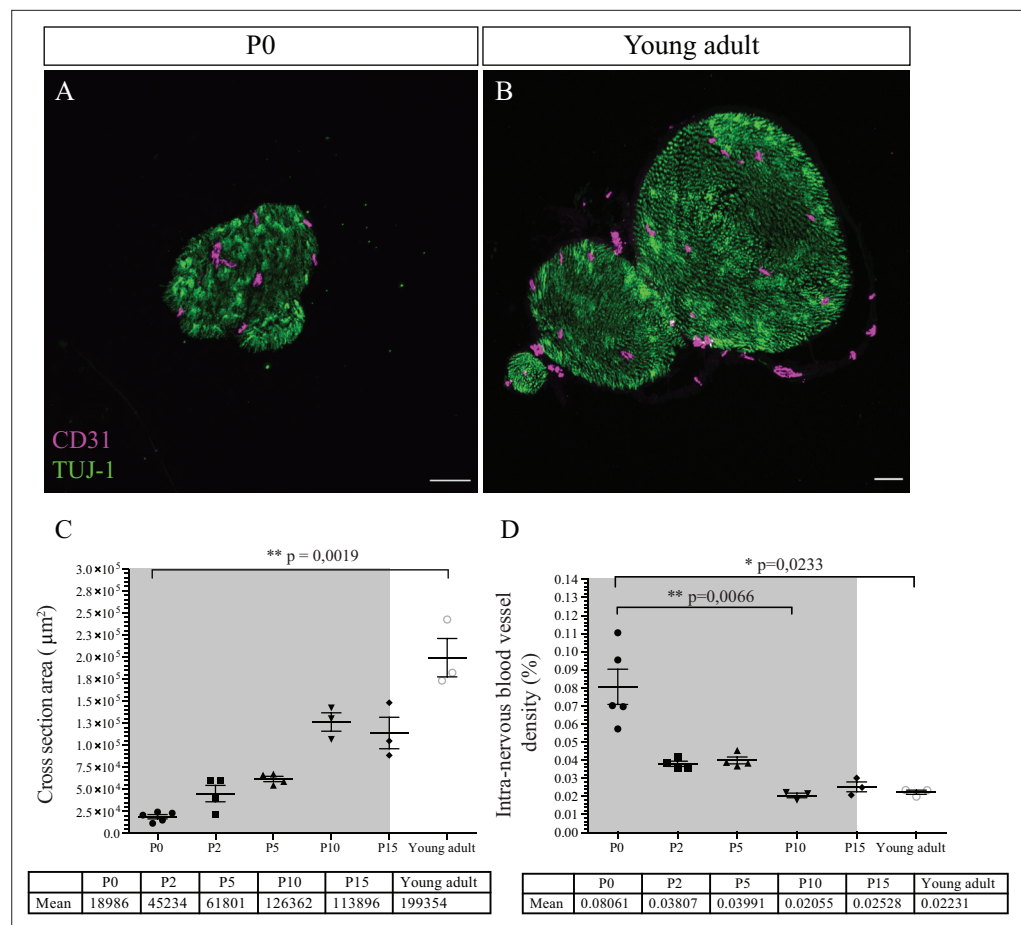 P0
Young adult
A
B
CD31
TUJ-1
C
** p = 0,0019
Cross section area ( µm²)
3.0×10⁵
2.8×10⁵
2.5×10⁵
2.3×10⁵
2.0×10⁵
1.8×10⁵
1.5×10⁵
1.3×10⁵
1.0×10⁵
7.5×10⁴
5.0×10⁴
2.5×10⁴
0.0
P0 P2 P5 P10 P15 Young adult
P0 P2 P5 P10 P15 Young adult
Mean 18986 45234 61801 126362 113896 199354
D
* p=0,0233
** p=0,0066
Intra-nervous blood vessel
density (%)
0.14
0.13
0.12
0.11
0.10
0.09
0.08
0.07
0.06
0.05
0.04
0.03
0.02
0.01
0.00
P0 P2 P5 P10 P15 Young adult
P0 P2 P5 P10 P15 Young adult
Mean 0.08061 0.03807 0.03991 0.02055 0.02528 0.02231